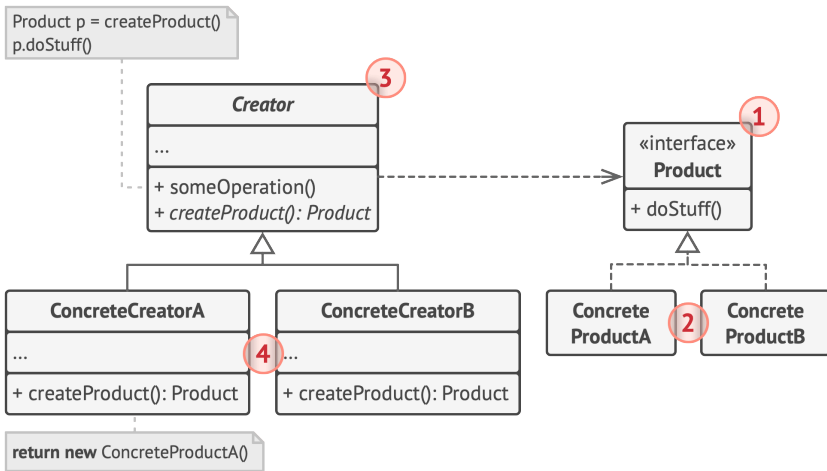 Product p = createProduct()
p.doStuff()
3
Creator
...
+ someOperation()
+ createProduct(): Product
1
«interface»
Product
+ doStuff()
ConcreteCreatorA
...
+ createProduct(): Product
4
ConcreteCreatorB
...
+ createProduct(): Product
Concrete
ProductA
2
Concrete
ProductB
return new ConcreteProductA()